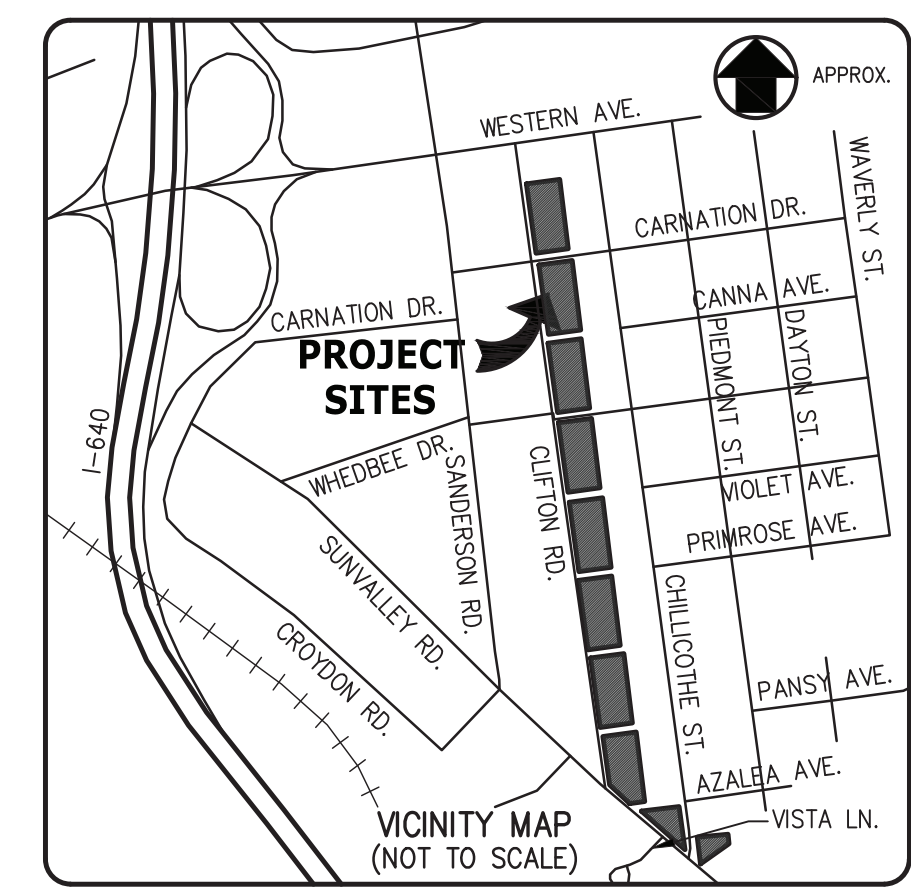 APPROX.
WESTERN AVE.
WAVERLY ST.
CARNATION DR.
CANNA AVE.
CARNATION DR.
PROJECT
SITES
PIEDMONT ST.
DAYTON ST.
I-640
WHEDBEE DR.
SANDERSON RD.
CLIFTON RD.
VIOLET AVE.
PRIMROSE AVE.
SUNVALLEY RD.
CHILLICOTHE ST.
CROYDON RD.
PANSY AVE.
AZALEA AVE.
VISTA LN.
VICINITY MAP
(NOT TO SCALE)